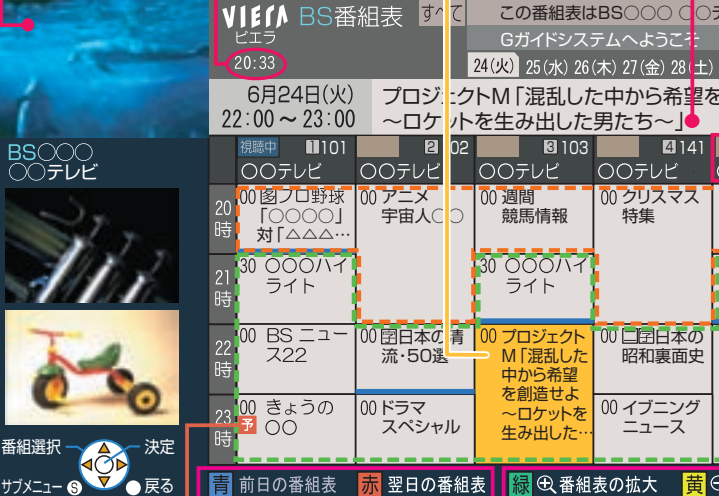 VIErA BS番組表 すべて この番組表はBS○○○ ○○テ
ビエラ
Gガイドシステムへようこそ
20:33
24(火) 25(水) 26(木) 27(金) 28(土)
6月24日(火) プロジェクトM「混乱した中から希望を
22:00～23:00 ～ロケットを生み出した男たち～」
BS○○○
○○テレビ
視聴中 1 101
○○テレビ
2 102
○○テレビ
3 103
○○テレビ
4 141
○○テレビ
20時
00 プロ野球
「○○○○」
対「△△△…
00 アニメ
宇宙人○○
00 週間
競馬情報
00 クリスマス
特集
21時
30 ○○○ハイ
ライト
30 ○○○ハイ
ライト
22時
00 BS ニュー
ス22
00 字日本の清
流・50選
00 プロジェクト
M「混乱した
中から希望
を創造せよ
～ロケットを
生み出した…
00 日本の
昭和裏面史
23時
00 きょうの
予 ○○
00 ドラマ
スペシャル
00 イブニング
ニュース
番組選択 決定
サブメニュー S 戻る
青 前日の番組表 赤 翌日の番組表 緑 番組表の拡大 黄